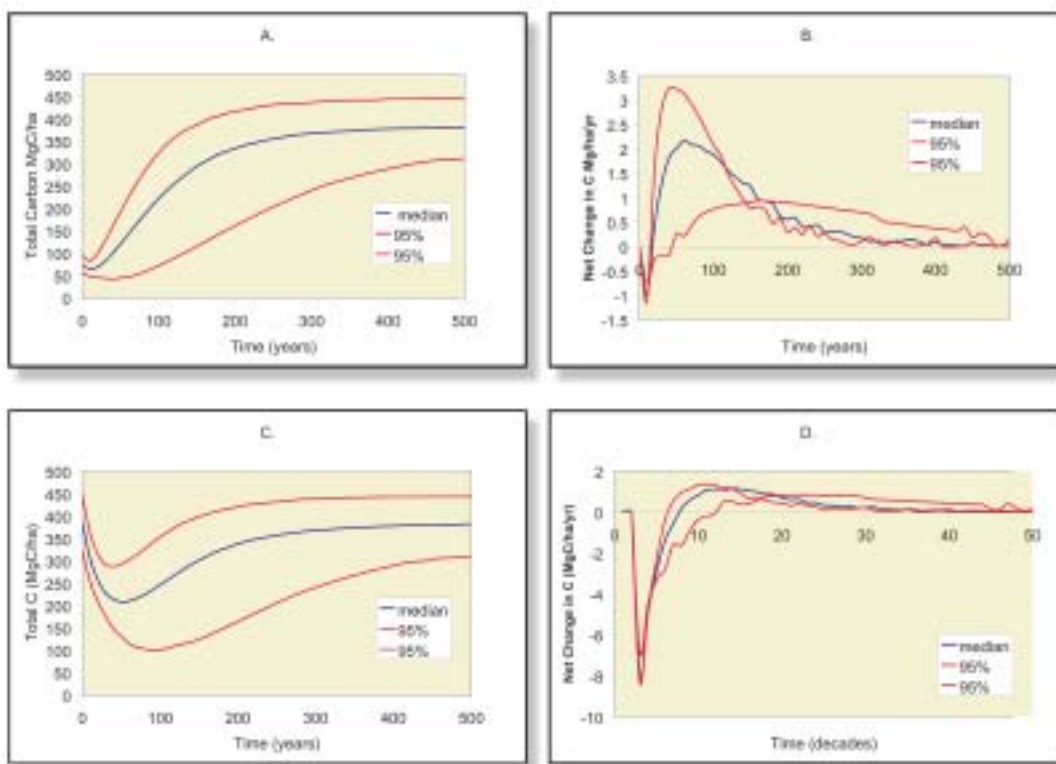 A.
500
450
400
350
300
250
200
150
100
50
0
Total Carbon MgC/ha
median
95%
95%
0 100 200 300 400 500
Time (years)
B.
3.5
3
2.5
2
1.5
1
0.5
0
-0.5
-1
-1.5
Net Change in C Mg/ha/yr
median
95%
95%
0 100 200 300 400 500
Time (years)
C.
500
450
400
350
300
250
200
150
100
50
0
Total C (MgC/ha)
median
95%
95%
0 100 200 300 400 500
Time (years)
D.
2
0
-2
-4
-6
-8
-10
Net Change in C (MgC/ha/yr)
0 10 20 30 40 50
median
95%
95%
Time (decades)